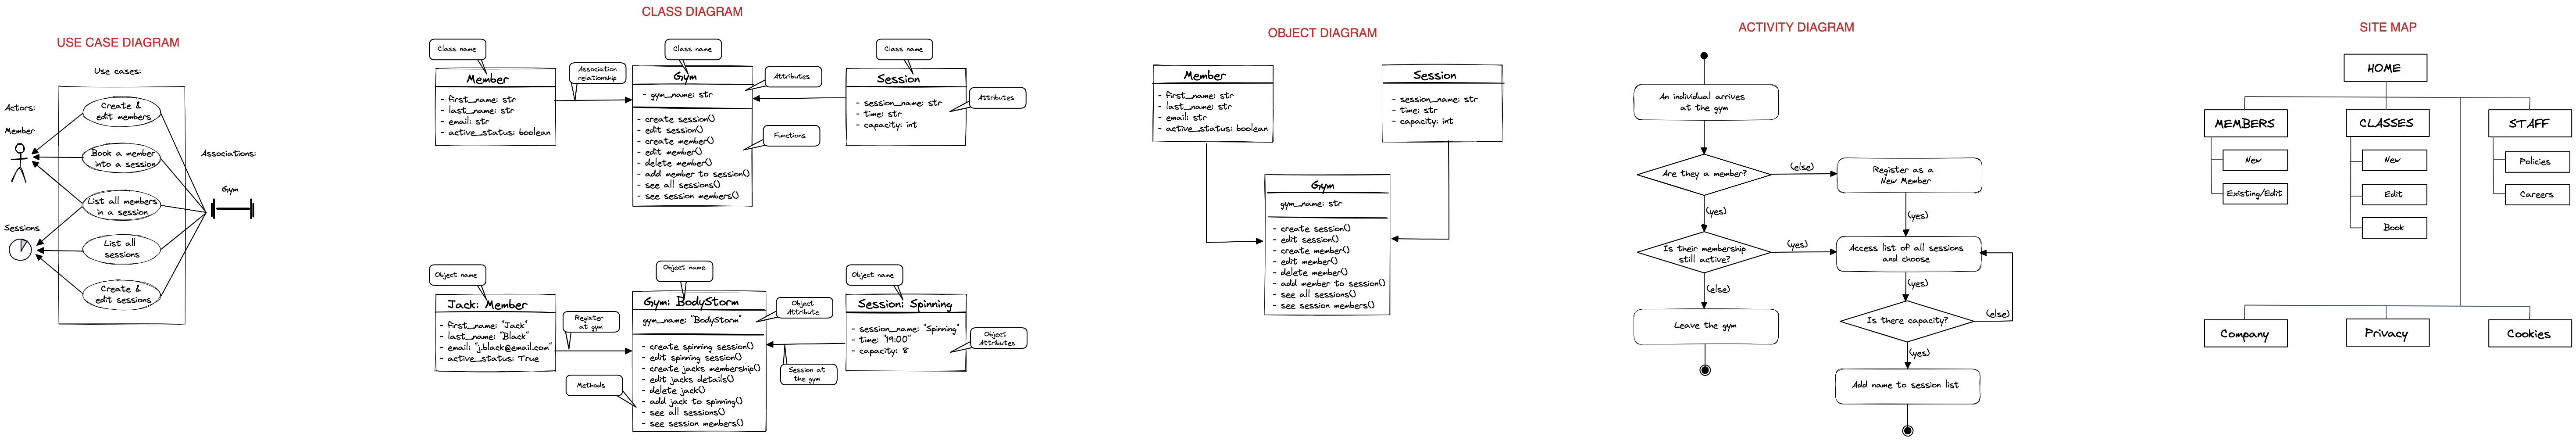 USE CASE DIAGRAM
Use cases:
Actors:
Member
Sessions
Create &
edit members
Book a member
into a session
List all members
in a session
List all
sessions
Create &
edit sessions
Associations:
Gym
CLASS DIAGRAM
Class name
Member
- first_name: str
- last_name: str
- email: str
- active_status: boolean
Association
relationship
Class name
Gym
- gym_name: str
- create session()
- edit session()
- create member()
- edit member()
- delete member()
- add member to session()
- see all sessions()
- see session members()
Attributes
Functions
Class name
Session
- session_name: str
- time: str
- capacity: int
Attributes
Object name
Jack: Member
- first_name: "Jack"
- last_name: "Black"
- email: "j.black@email.com"
- active_status: True
Register
at gym
Methods
Object name
Gym: BodyStorm
gym_name: "BodyStorm"
- create spinning session()
- edit spinning session()
- create jacks membership()
- edit jacks details()
- delete jack()
- add jack to spinning()
- see all sessions()
- see session members()
Object
Attribute
Session at
the gym
Object name
Session: Spinning
- session_name: "Spinning"
- time: "19:00"
- capacity: 8
Object
Attributes
OBJECT DIAGRAM
Member
- first_name: str
- last_name: str
- email: str
- active_status: boolean
Session
- session_name: str
- time: str
- capacity: int
Gym
gym_name: str
- create session()
- edit session()
- create member()
- edit member()
- delete member()
- add member to session()
- see all sessions()
- see session members()
ACTIVITY DIAGRAM
An individual arrives
at the gym
Are they a member?
(else)
Register as a
New Member
(yes)
(yes)
Is their membership
still active?
(yes)
Access list of all sessions
and choose
(else)
(yes)
Leave the gym
Is there capacity?
(else)
(yes)
Add name to session list
SITE MAP
HOME
MEMBERS
New
Existing/Edit
CLASSES
New
Edit
Book
STAFF
Policies
Careers
Company
Privacy
Cookies